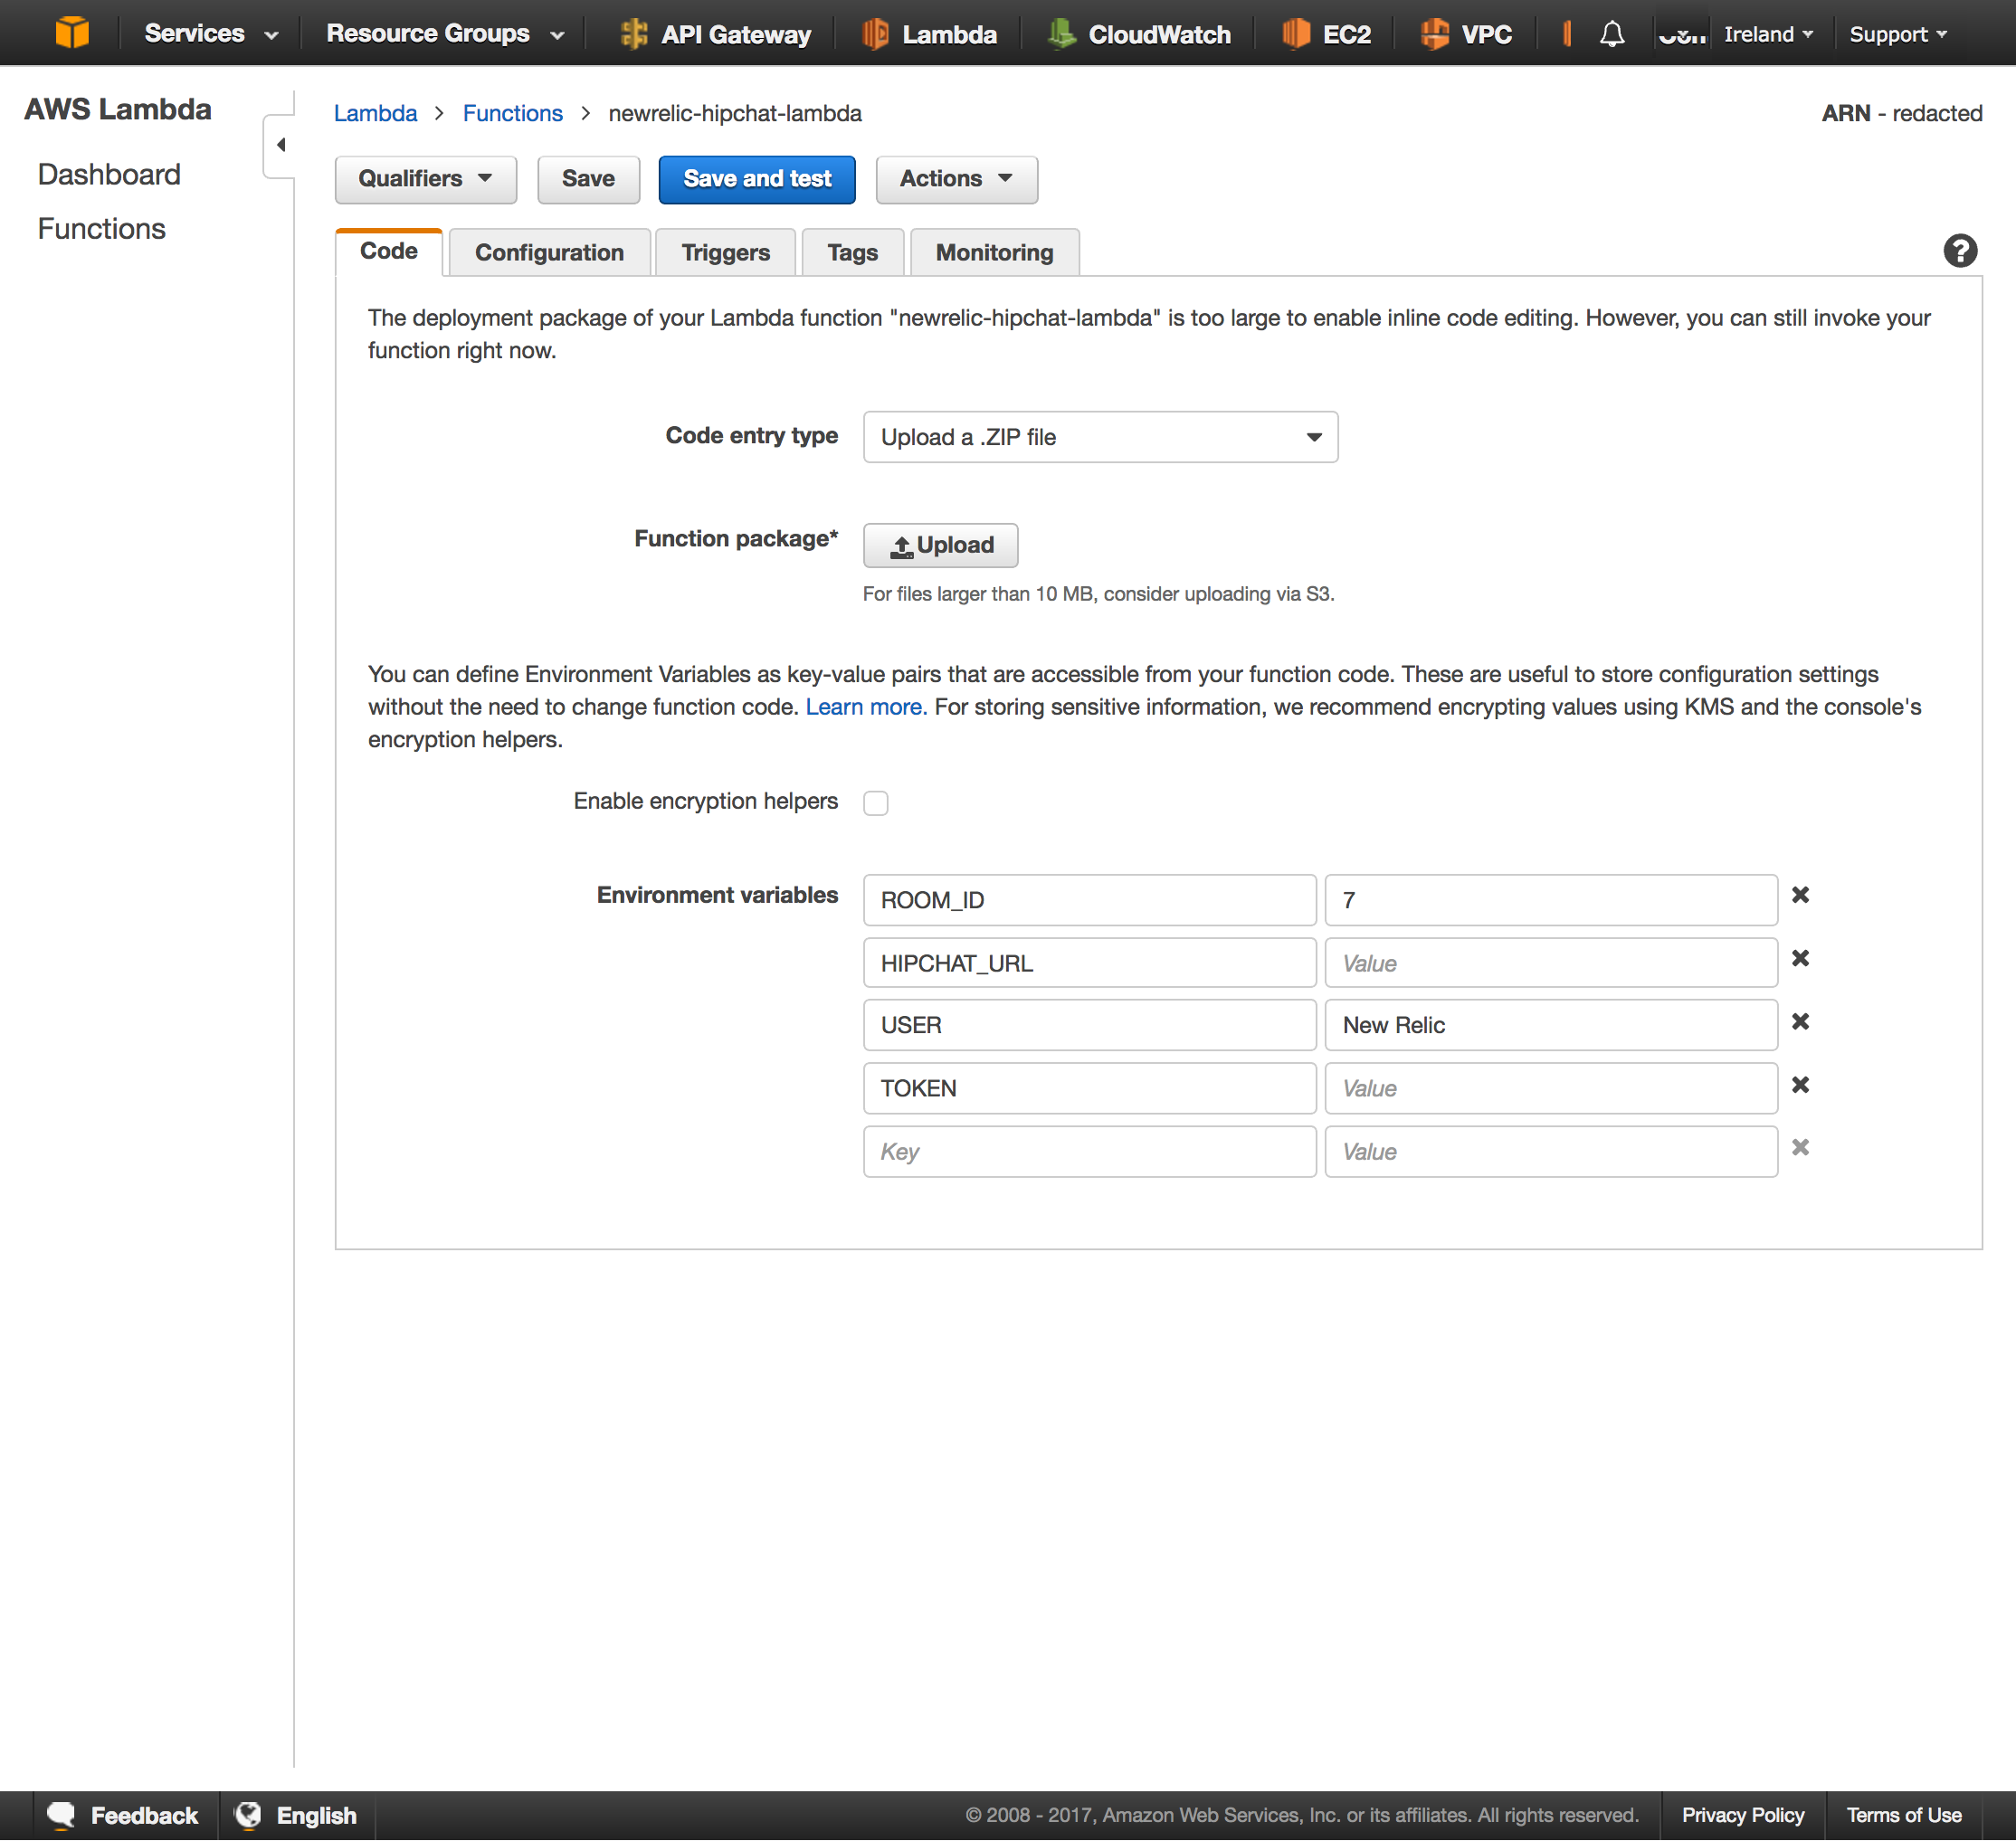 Services
Resource Groups
API Gateway
Lambda
CloudWatch
EC2
VPC
Ireland
Support
AWS Lambda
Dashboard
Functions
Lambda > Functions > newrelic-hipchat-lambda
ARN - redacted
Qualifiers
Save
Save and test
Actions
Code
Configuration
Triggers
Tags
Monitoring
?
The deployment package of your Lambda function "newrelic-hipchat-lambda" is too large to enable inline code editing. However, you can still invoke your
function right now.
Code entry type
Upload a .ZIP file
Function package*
Upload
For files larger than 10 MB, consider uploading via S3.
You can define Environment Variables as key-value pairs that are accessible from your function code. These are useful to store configuration settings
without the need to change function code. Learn more. For storing sensitive information, we recommend encrypting values using KMS and the console's
encryption helpers.
Enable encryption helpers
Environment variables
ROOM_ID
7
HIPCHAT_URL
Value
USER
New Relic
TOKEN
Value
Key
Value
Feedback
English
© 2008 - 2017, Amazon Web Services, Inc. or its affiliates. All rights reserved.
Privacy Policy
Terms of Use